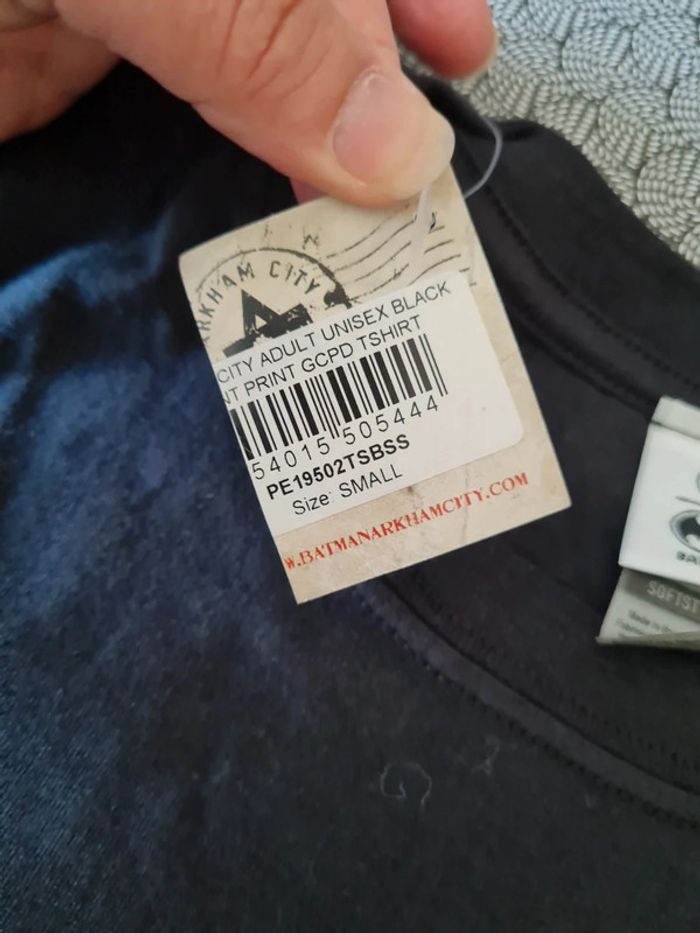 RKHAM CITY
CITY ADULT UNISEX BLACK
NT PRINT GCPD TSHIRT
54015 505444
PE19502TSBSS
Size: SMALL
W.BATMANARKHAMCITY.COM
SOFTST